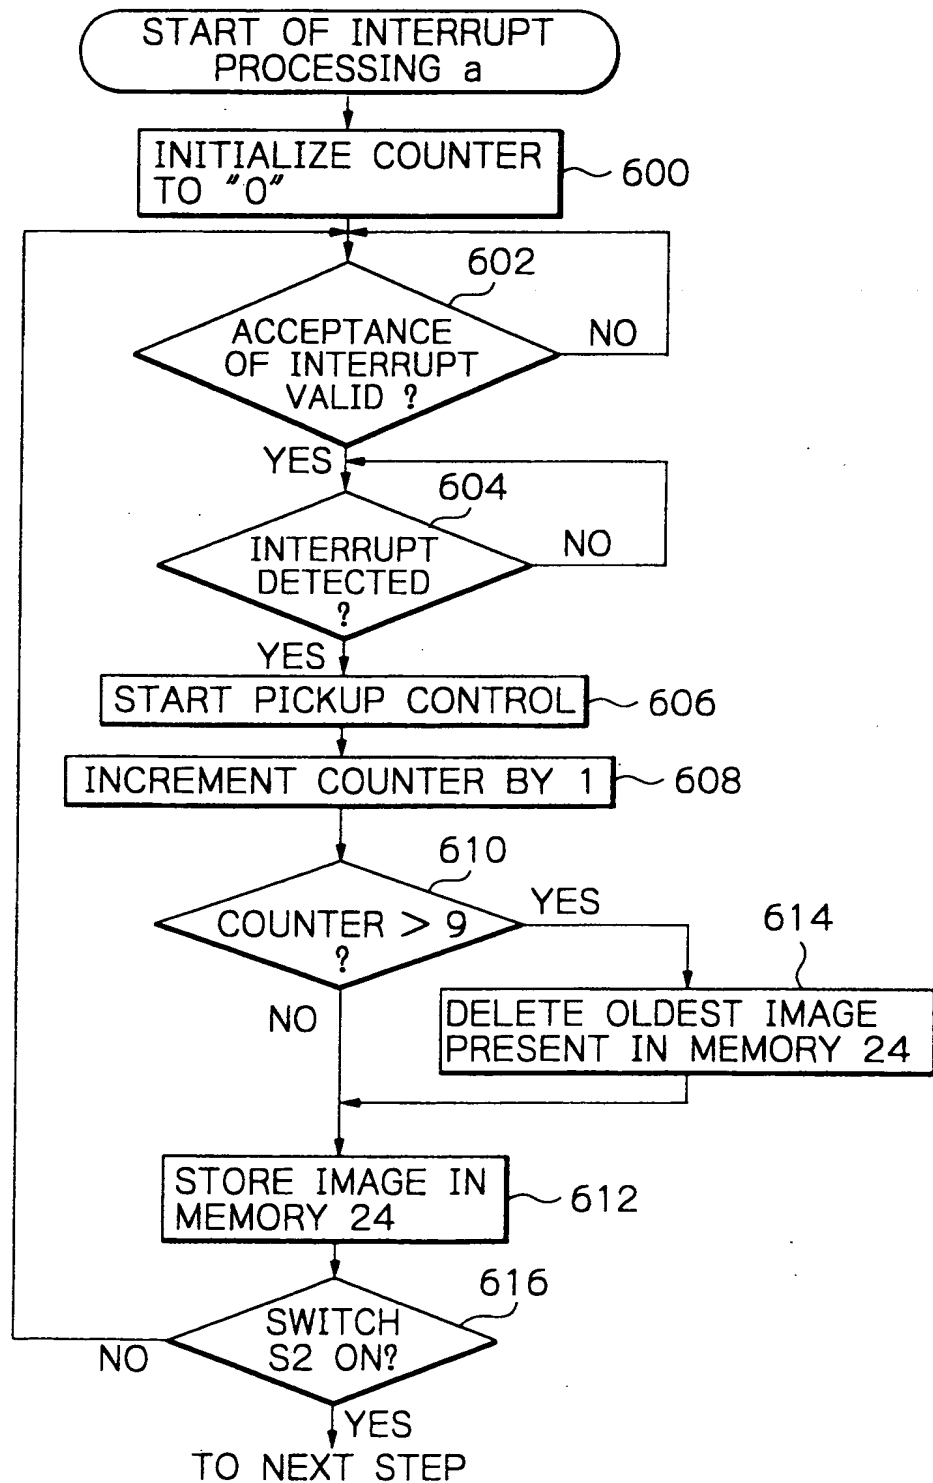 START OF INTERRUPT
PROCESSING a
INITIALIZE COUNTER
TO "0"
600
602
ACCEPTANCE
OF INTERRUPT
VALID ?
NO
YES
604
INTERRUPT
DETECTED
?
NO
YES
START PICKUP CONTROL
606
INCREMENT COUNTER BY 1
608
610
COUNTER > 9
?
YES
614
NO
DELETE OLDEST IMAGE
PRESENT IN MEMORY 24
STORE IMAGE IN
MEMORY 24
612
616
SWITCH
S2 ON?
NO
YES
TO NEXT STEP